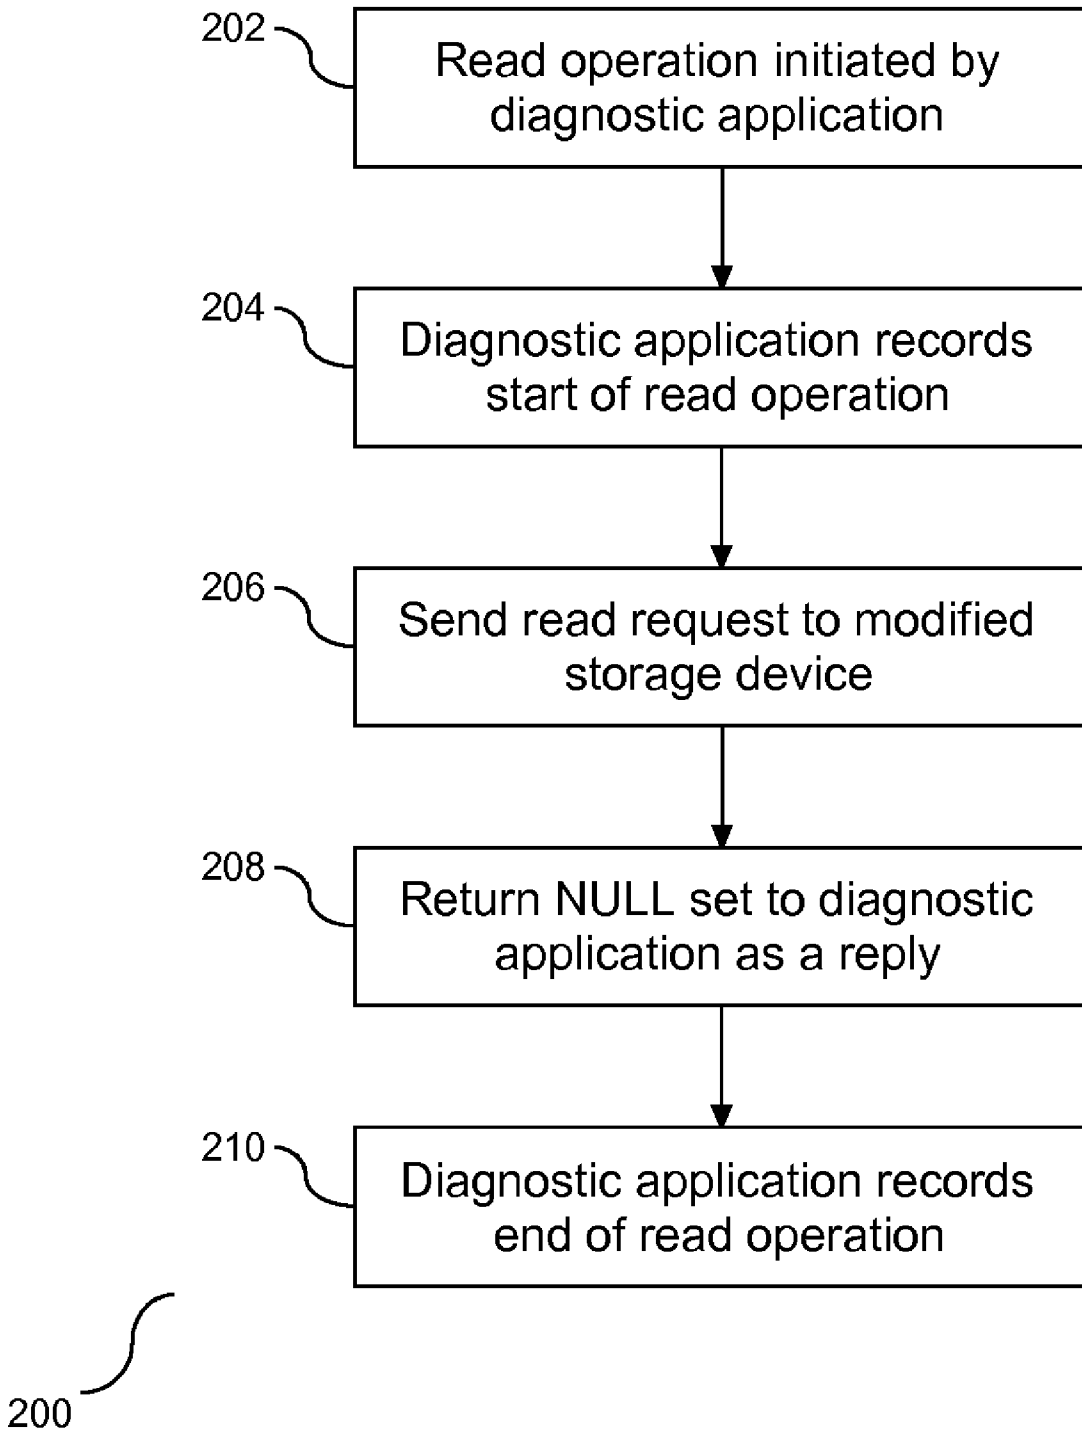 202
Read operation initiated by
diagnostic application
204
Diagnostic application records
start of read operation
206
Send read request to modified
storage device
208
Return NULL set to diagnostic
application as a reply
210
Diagnostic application records
end of read operation
200